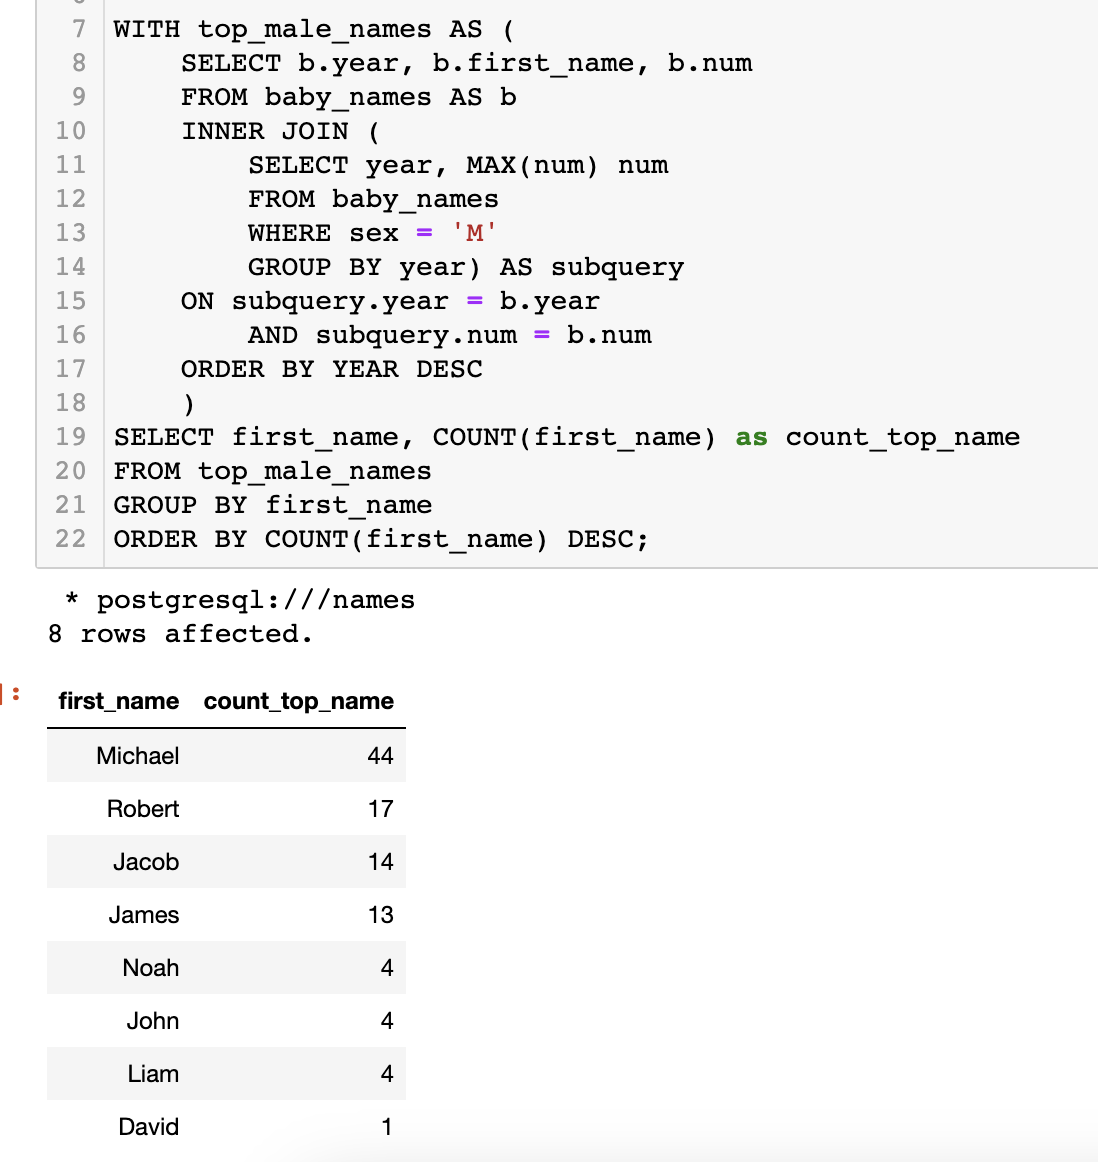 7 WITH top_male_names AS (
8 SELECT b.year, b.first_name, b.num
9 FROM baby_names AS b
10 INNER JOIN (
11 SELECT year, MAX(num) num
12 FROM baby_names
13 WHERE sex = 'M'
14 GROUP BY year) AS subquery
15 ON subquery.year = b.year
16 AND subquery.num = b.num
17 ORDER BY YEAR DESC
18 )
19 SELECT first_name, COUNT(first_name) as count_top_name
20 FROM top_male_names
21 GROUP BY first_name
22 ORDER BY COUNT(first_name) DESC;
* postgresql:///names
8 rows affected.
]:
first_name count_top_name
Michael 44
Robert 17
Jacob 14
James 13
Noah 4
John 4
Liam 4
David 1